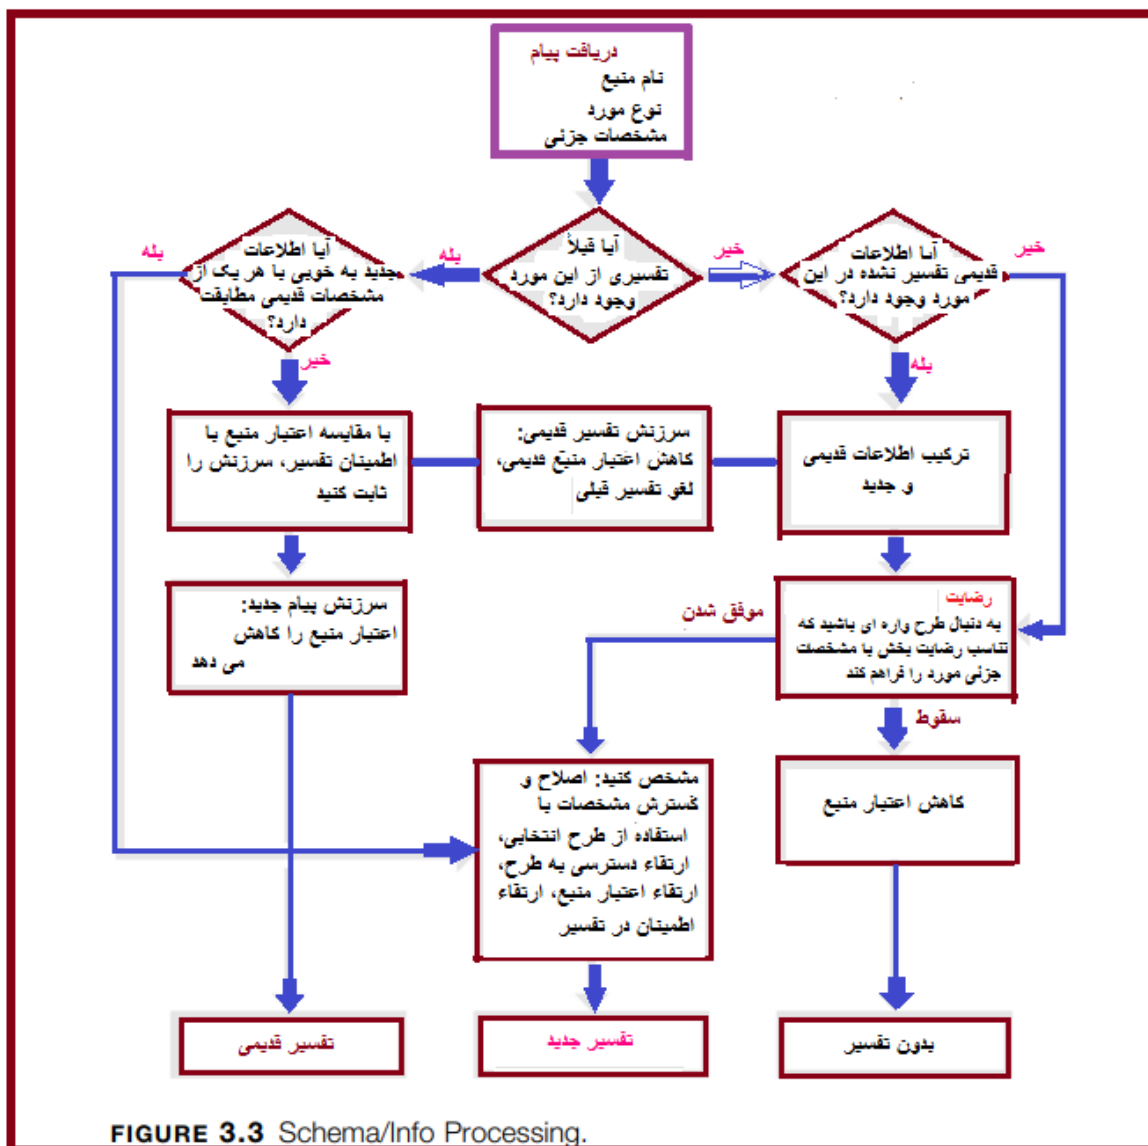 دریافت پیام
نام منبع
نوع مورد
مشخصات جزئی
آیا قبلاً
تفسیری از این مورد
وجود دارد؟
خیر
بله
آنا اطلاعات
قدیمی تفسیر نشده در این
مورد وجود دارد؟
خیر
بله
آیا اطلاعات
جدید به خوبی با هر یک از
مشخصات قدیمی مطابقت
دارد؟
بله
خیر
ترکیب اطلاعات قدیمی
و جدید
سرزنش تفسیر قدیمی:
کاهش اعتبار منبع قدیمی،
لغو تفسیر قبلی
با مقایسه اعتبار منبع با
اطمینان تفسیر، سرزنش را
ثابت کنید
رضایت
به دنبال طرح واره ای باشید که
تناسب رضایت بخش با مشخصات
جزئی مورد را فراهم کند
موفق شدن
سقوط
سرزنش پیام جدید:
اعتبار منبع را کاهش
می دهد
کاهش اعتبار منبع
مشخص کنید: اصلاح و
گسترش مشخصات با
استفاده از طرح انتخابی،
ارتقاء دسترسی به طرح،
ارتقاء اعتبار منبع، ارتقاء
اطمینان در تفسیر
بدون تفسیر
تفسیر جدید
تفسیر قدیمی
FIGURE 3.3 Schema/Info Processing.